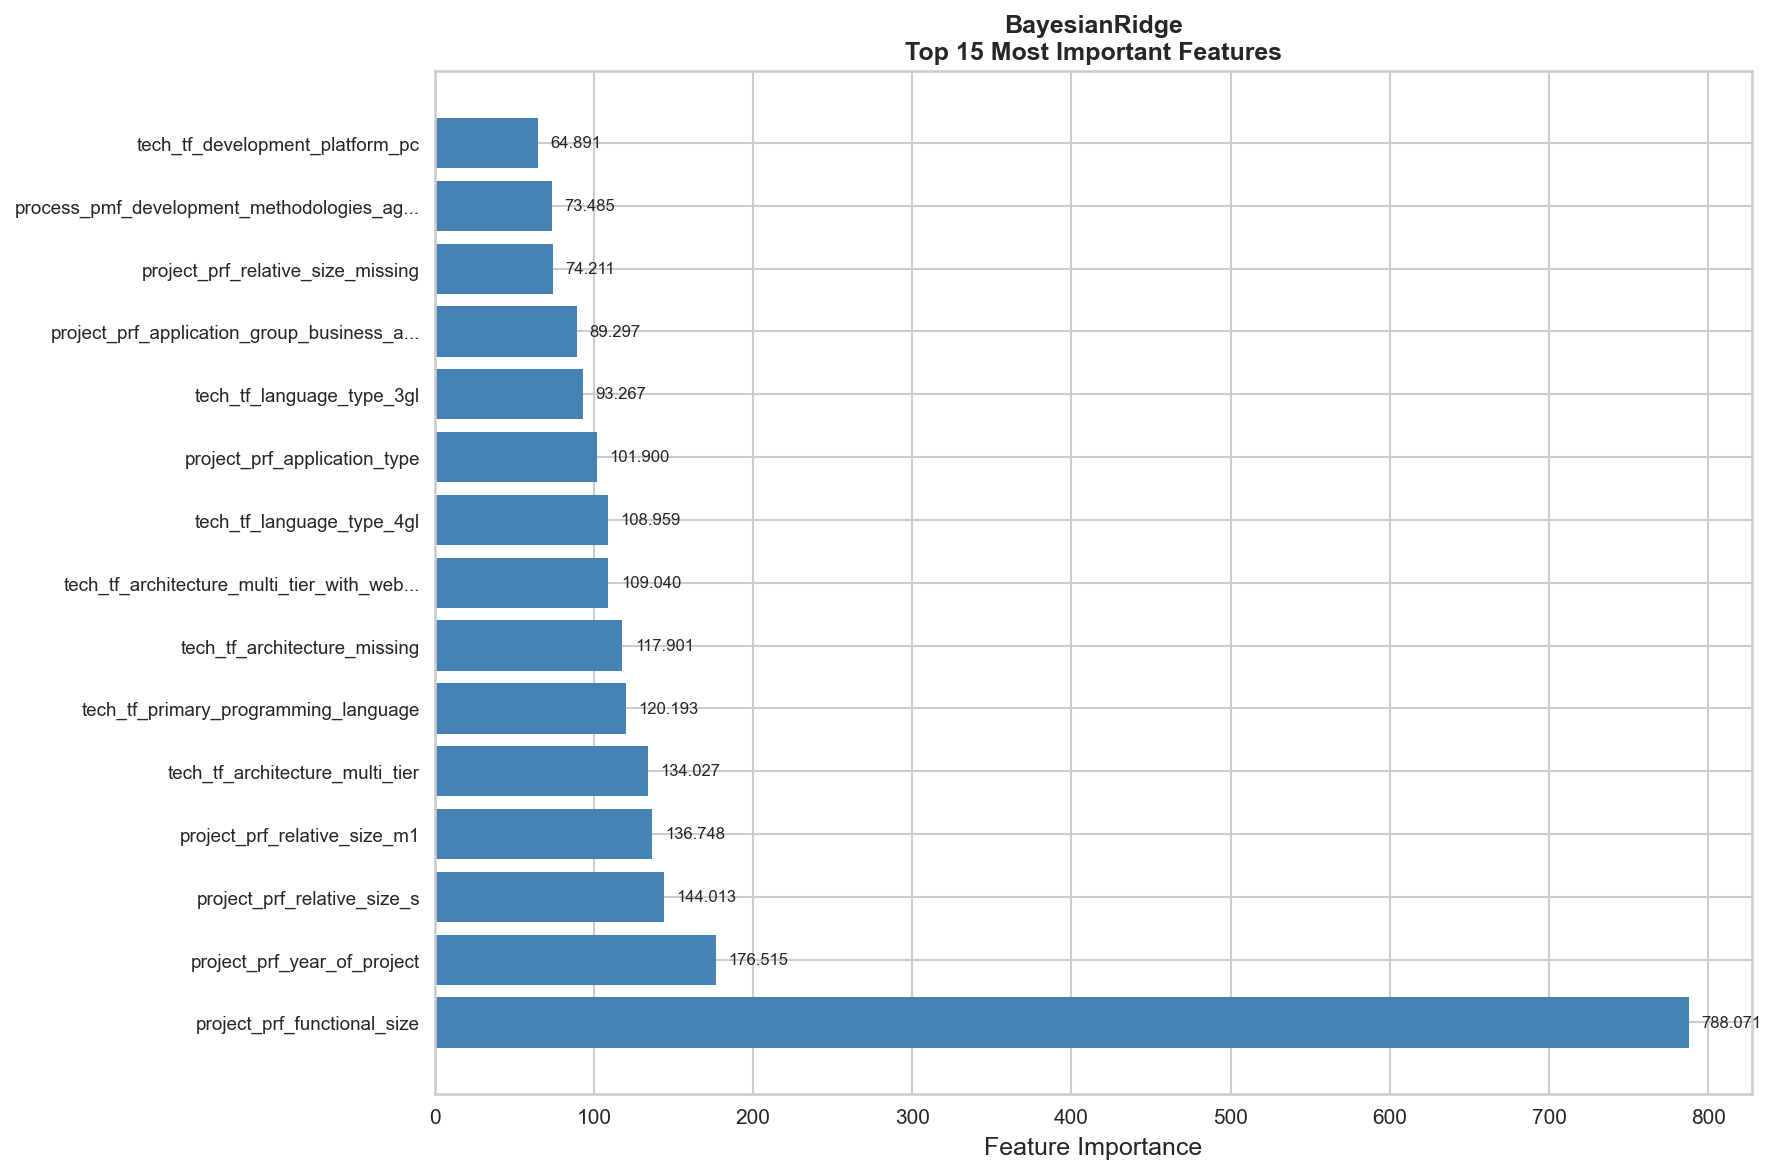 BayesianRidge
Top 15 Most Important Features
tech_tf_development_platform_pc 64.891
process_pmf_development_methodologies_ag... 73.485
project_prf_relative_size_missing 74.211
project_prf_application_group_business_a... 89.297
tech_tf_language_type_3gl 93.267
project_prf_application_type 101.900
tech_tf_language_type_4gl 108.959
tech_tf_architecture_multi_tier_with_web... 109.040
tech_tf_architecture_missing 117.901
tech_tf_primary_programming_language 120.193
tech_tf_architecture_multi_tier 134.027
project_prf_relative_size_m1 136.748
project_prf_relative_size_s 144.013
project_prf_year_of_project 176.515
project_prf_functional_size 788.071
0 100 200 300 400 500 600 700 800
Feature Importance